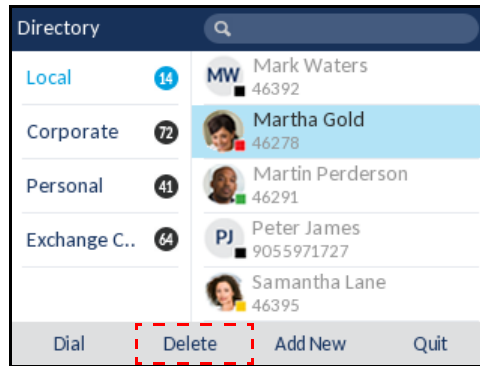 Directory
Local 14
Corporate 72
Personal 41
Exchange C.. 64
MW Mark Waters
46392
Martha Gold
46278
Martin Perderson
46291
PJ Peter James
9055971727
Samantha Lane
46395
Dial Delete Add New Quit